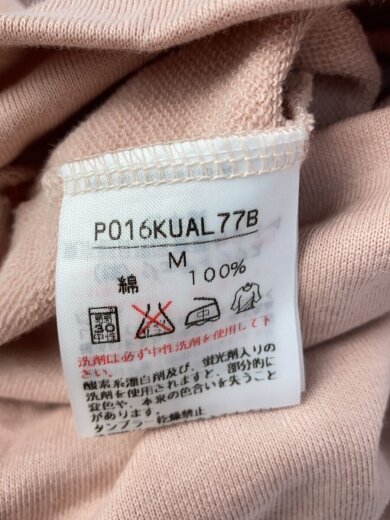 P016KUAL77B
M
綿 100%
洗剤は必ず中性洗剤を使用して下
さい。
酸素系漂白剤及び、蛍光剤入りの
洗剤を使用されますと、部分的に
変色や、本来の色合いを失うこと
があります。
タンブラー乾燥禁止